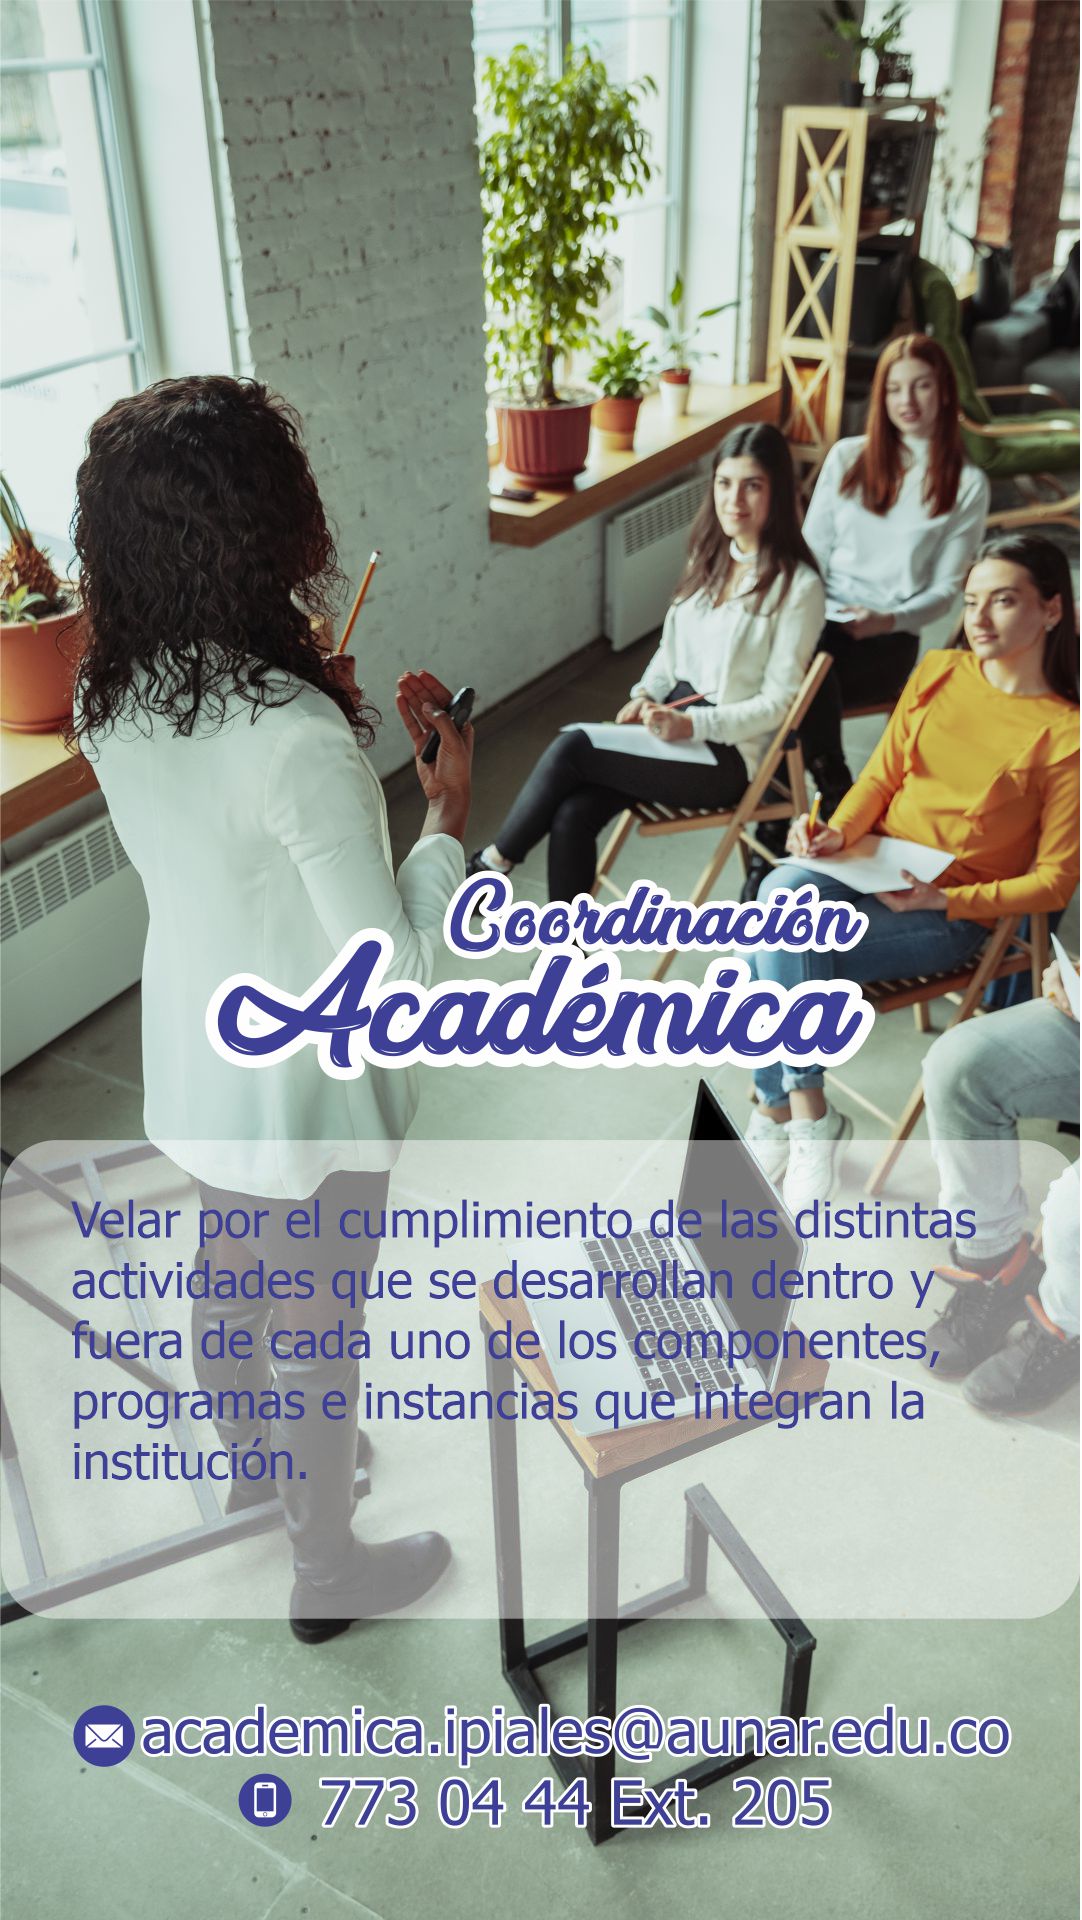 Coordinación
Académica
Velar por el cumplimiento de las distintas
actividades que se desarrollan dentro y
fuera de cada uno de los componentes,
programas e instancias que integran la
institución.
academica.ipiales@aunar.edu.co
773 04 44 Ext. 205